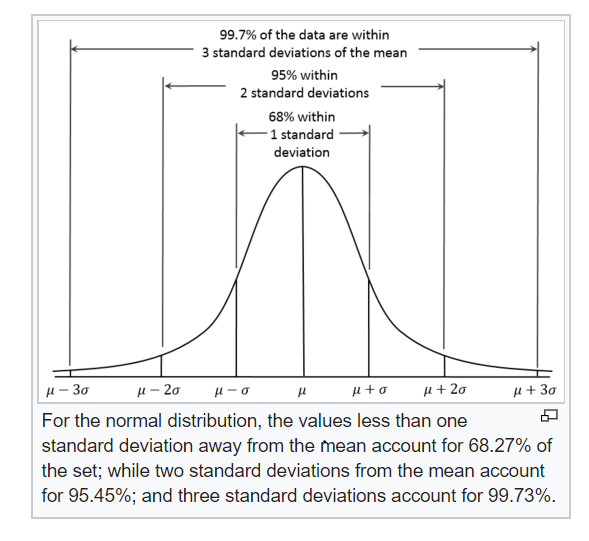 99.7% of the data are within
3 standard deviations of the mean
95% within
2 standard deviations
68% within
1 standard
deviation
μ − 3σ μ − 2σ μ − σ μ μ + σ μ + 2σ μ + 3σ
For the normal distribution, the values less than one
standard deviation away from the mean account for 68.27% of
the set; while two standard deviations from the mean account
for 95.45%; and three standard deviations account for 99.73%.